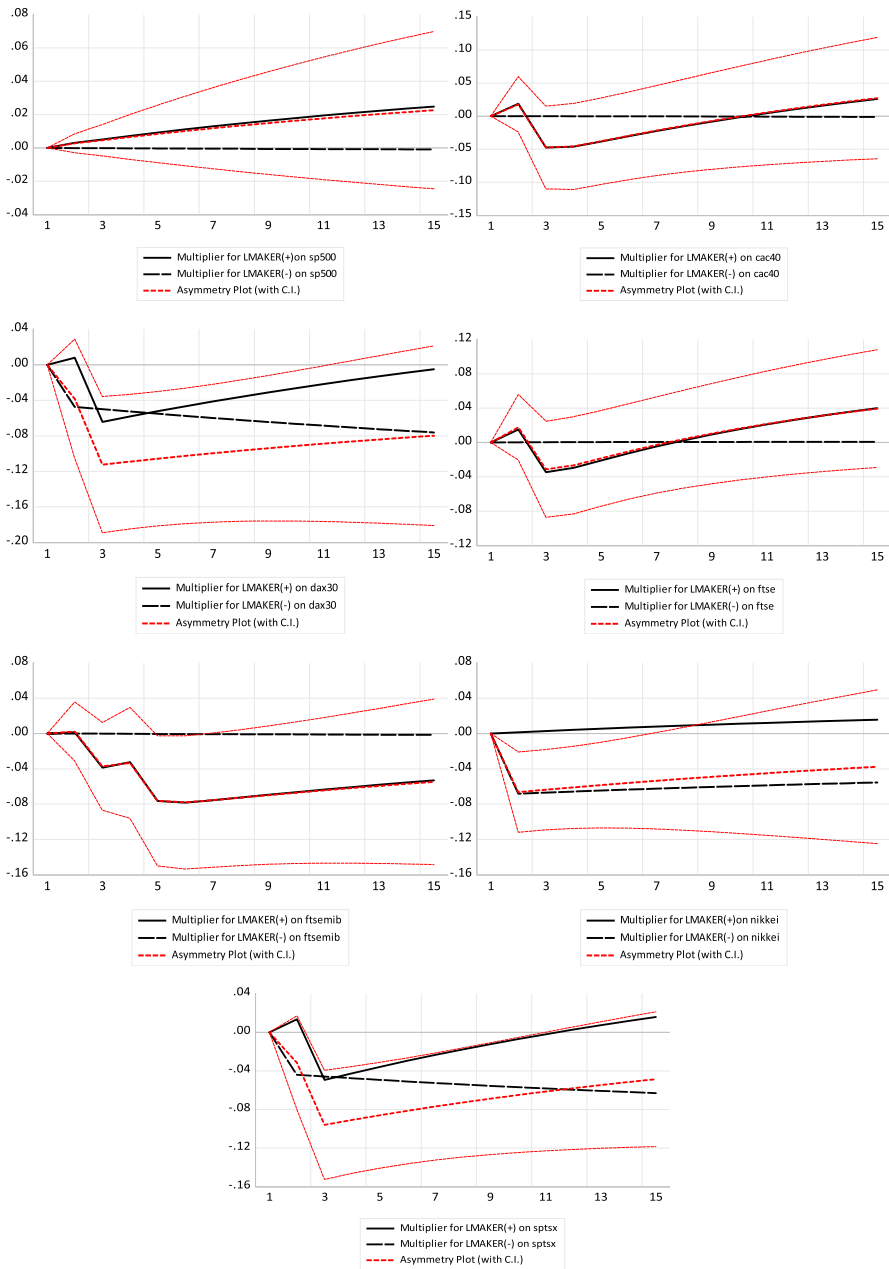 .08
.06
.04
.02
.00
-.02
-.04
1 3 5 7 9 11 13 15
Multiplier for LMAKER(+)on sp500
Multiplier for LMAKER(-) on sp500
Asymmetry Plot (with C.I.)
.15
.10
.05
.00
-.05
-.10
-.15
1 3 5 7 9 11 13 15
Multiplier for LMAKER(+) on cac40
Multiplier for LMAKER(-) on cac40
Asymmetry Plot (with C.I.)
.04
.00
-.04
-.08
-.12
-.16
-.20
1 3 5 7 9 11 13 15
Multiplier for LMAKER(+) on dax30
Multiplier for LMAKER(-) on dax30
Asymmetry Plot (with C.I.)
.12
.08
.04
.00
-.04
-.08
-.12
1 3 5 7 9 11 13 15
Multiplier for LMAKER(+) on ftse
Multiplier for LMAKER(-) on ftse
Asymmetry Plot (with C.I.)
.08
.04
.00
-.04
-.08
-.12
-.16
1 3 5 7 9 11 13 15
Multiplier for LMAKER(+) on ftsemib
Multiplier for LMAKER(-) on ftsemib
Asymmetry Plot (with C.I.)
.08
.04
.00
-.04
-.08
-.12
-.16
1 3 5 7 9 11 13 15
Multiplier for LMAKER(+)on nikkei
Multiplier for LMAKER(-) on nikkei
Asymmetry Plot (with C.I.)
.04
.00
-.04
-.08
-.12
-.16
1 3 5 7 9 11 13 15
Multiplier for LMAKER(+) on sptsx
Multiplier for LMAKER(-) on sptsx
Asymmetry Plot (with C.I.)